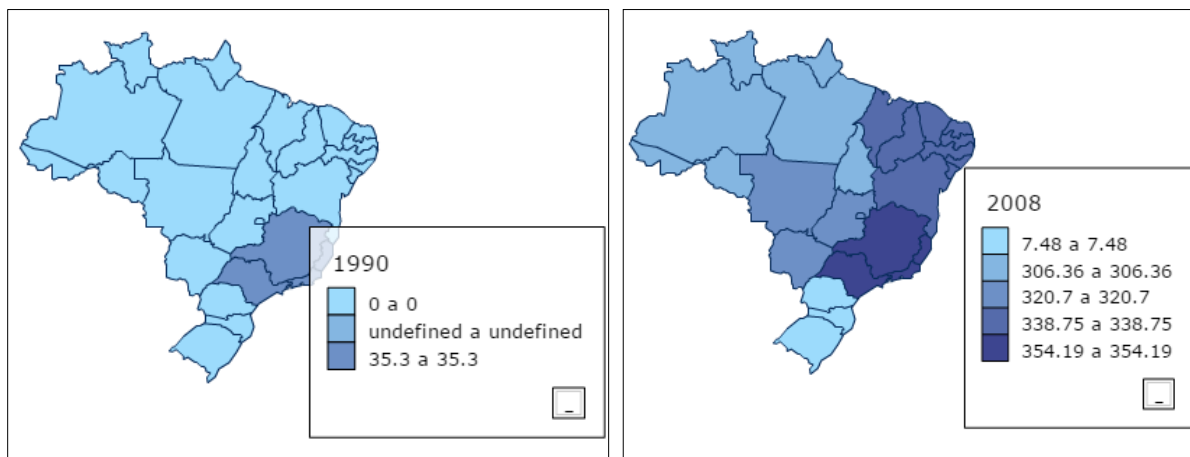 1990
0 a 0
undefined a undefined
35.3 a 35.3
_
2008
7.48 a 7.48
306.36 a 306.36
320.7 a 320.7
338.75 a 338.75
354.19 a 354.19
_